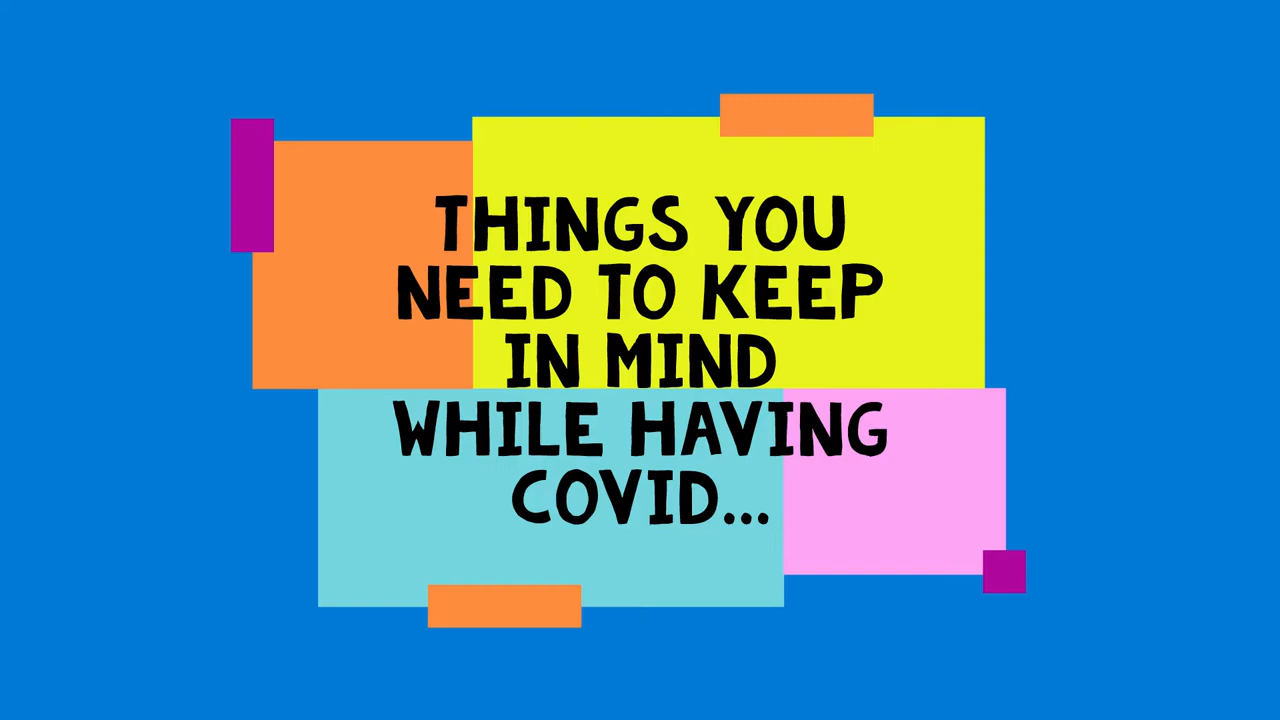 THINGS YOU
NEED TO KEEP
IN MIND
WHILE HAVING
COVID...